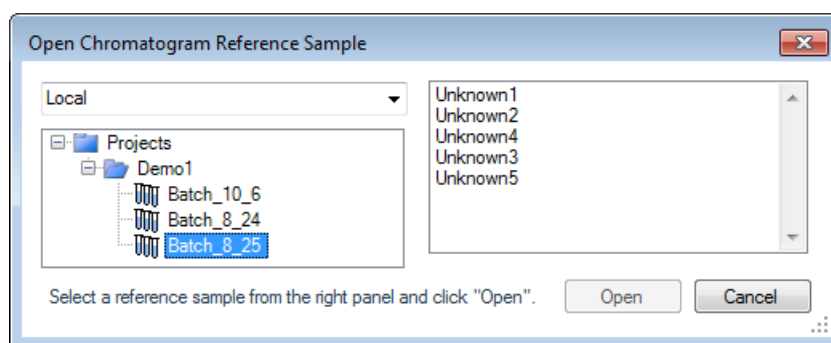 Open Chromatogram Reference Sample
Local
Projects
Demo1
Batch_10_6
Batch_8_24
Batch_8_25
Unknown1
Unknown2
Unknown4
Unknown3
Unknown5
Select a reference sample from the right panel and click "Open".
Open
Cancel